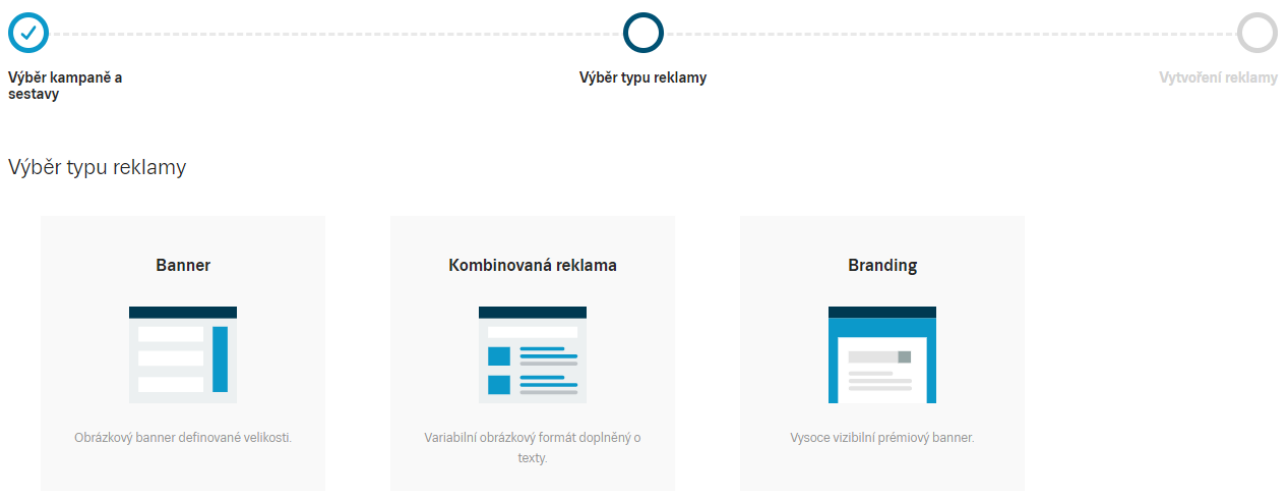 Výběr kampaně a
sestavy
Výběr typu reklamy
Vytvoření reklamy
Výběr typu reklamy
Banner
Obrázkový banner definované velikosti.
Kombinovaná reklama
Variabilní obrázkový formát doplněný o
texty.
Branding
Vysoce vizibilní prémiový banner.